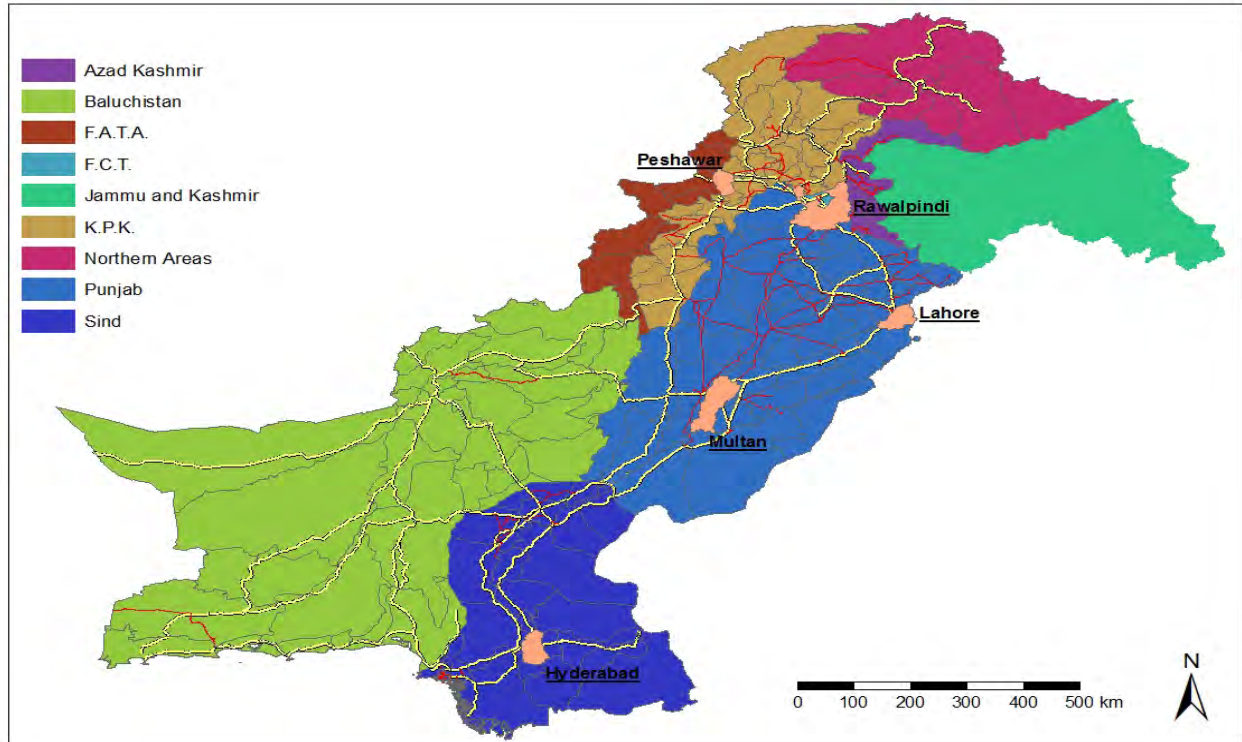 Azad Kashmir
Baluchistan
F.A.T.A.
F.C.T.
Jammu and Kashmir
K.P.K.
Northern Areas
Punjab
Sind
Peshawar
Rawalpindi
Lahore
Multan
Hyderabad
N
0 100 200 300 400 500 km